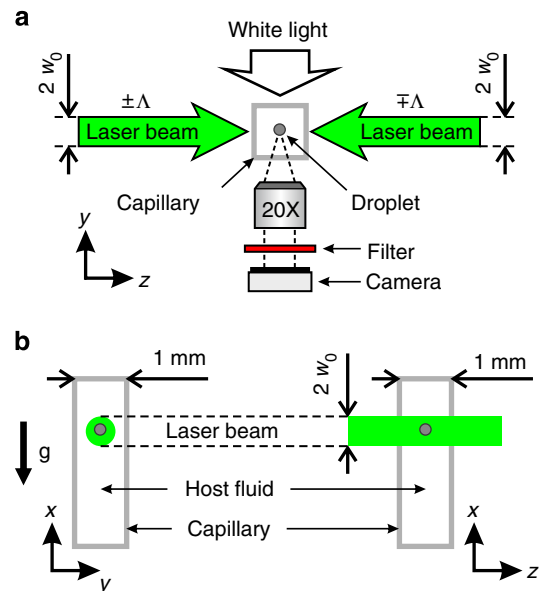 a
White light
2 w0
±Λ
∓Λ
2 w0
Laser beam
Laser beam
Capillary
20X
Droplet
y
z
Filter
Camera
b
1 mm
2 w0
1 mm
g
Laser beam
Host fluid
Capillary
x
y
x
z